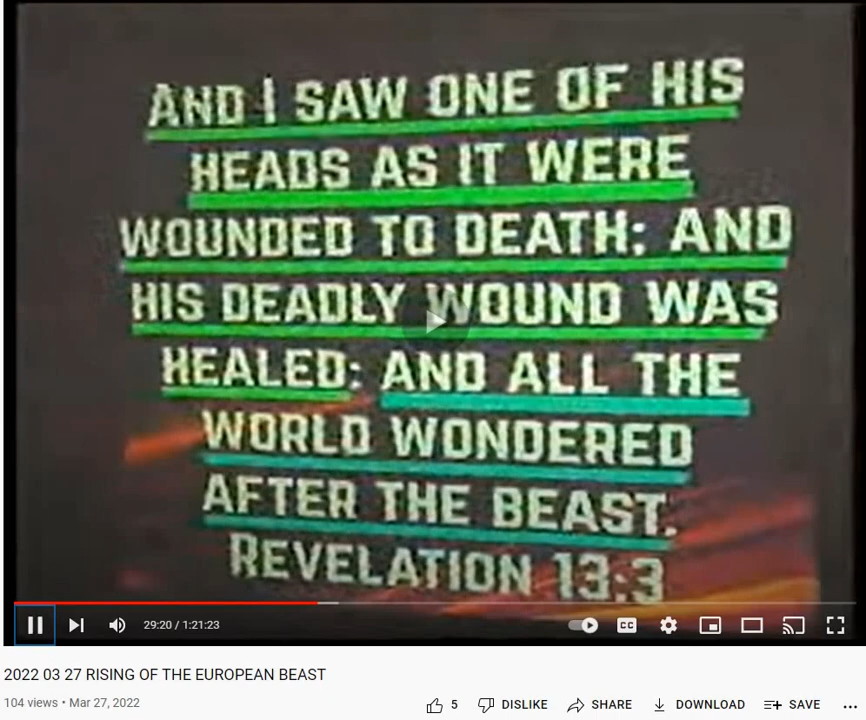 AND I SAW ONE OF HIS
HEADS AS IT WERE
WOUNDED TO DEATH: AND
HIS DEADLY WOUND WAS
HEALED: AND ALL THE
WORLD WONDERED
AFTER THE BEAST.
REVELATION 13:3
29:20 / 1:21:23
CC
2022 03 27 RISING OF THE EUROPEAN BEAST
104 views • Mar 27, 2022
5 DISLIKE SHARE DOWNLOAD SAVE